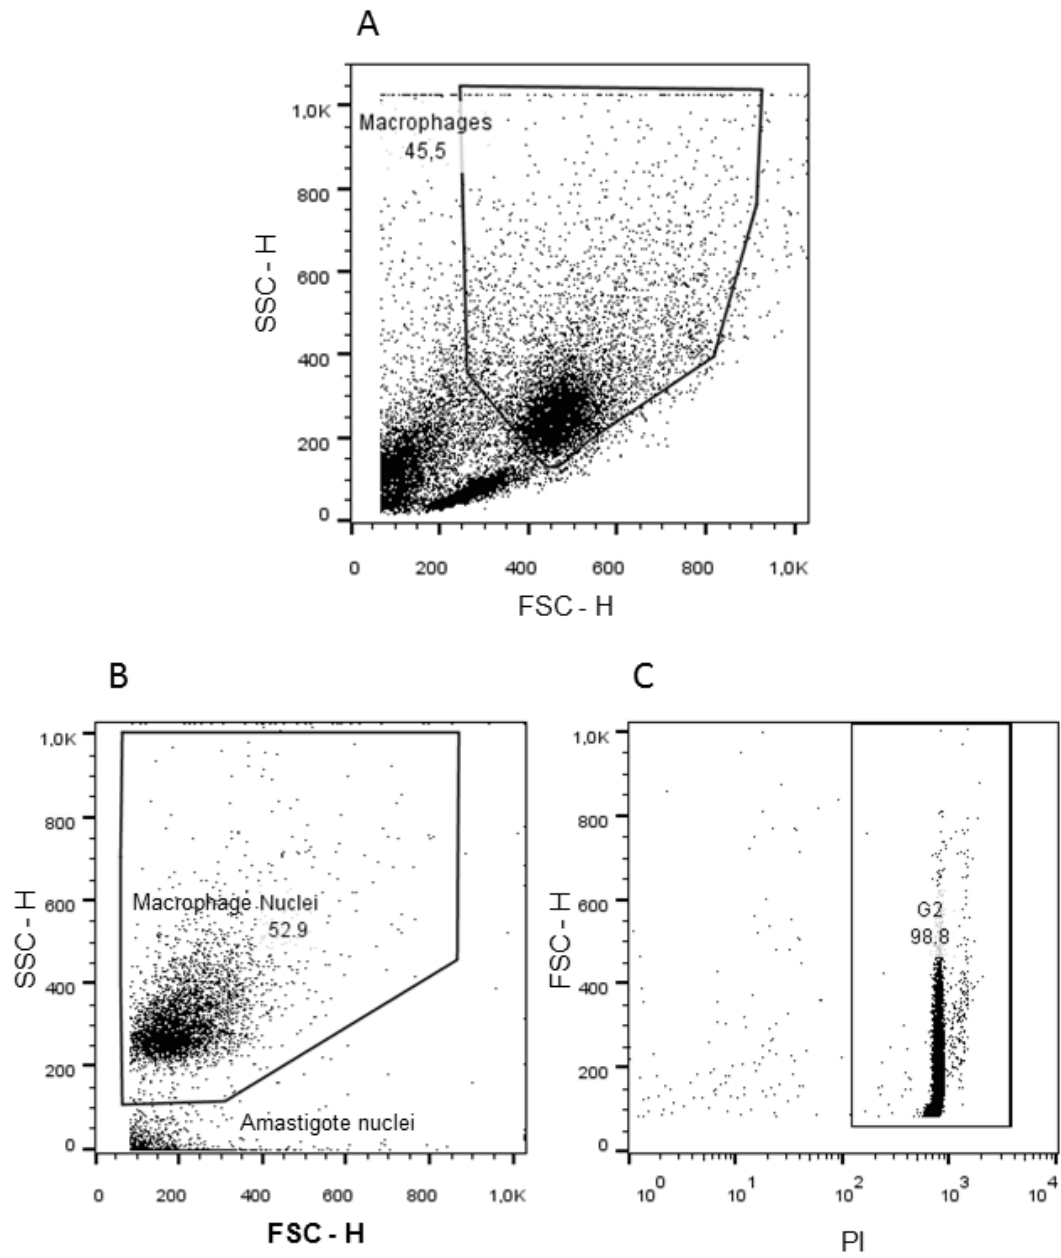 A
1,0K
Macrophages
45,5
800
600
400
200
0
SSC - H
0 200 400 600 800 1,0K
FSC - H
B
1,0K
800
600
Macrophage Nuclei
52.9
400
200
Amastigote nuclei
0
SSC - H
0 200 400 600 800 1,0K
FSC - H
C
1,0K
800
600
G2
98,8
400
200
0
FSC - H
10^0 10^1 10^2 10^3 10^4
PI